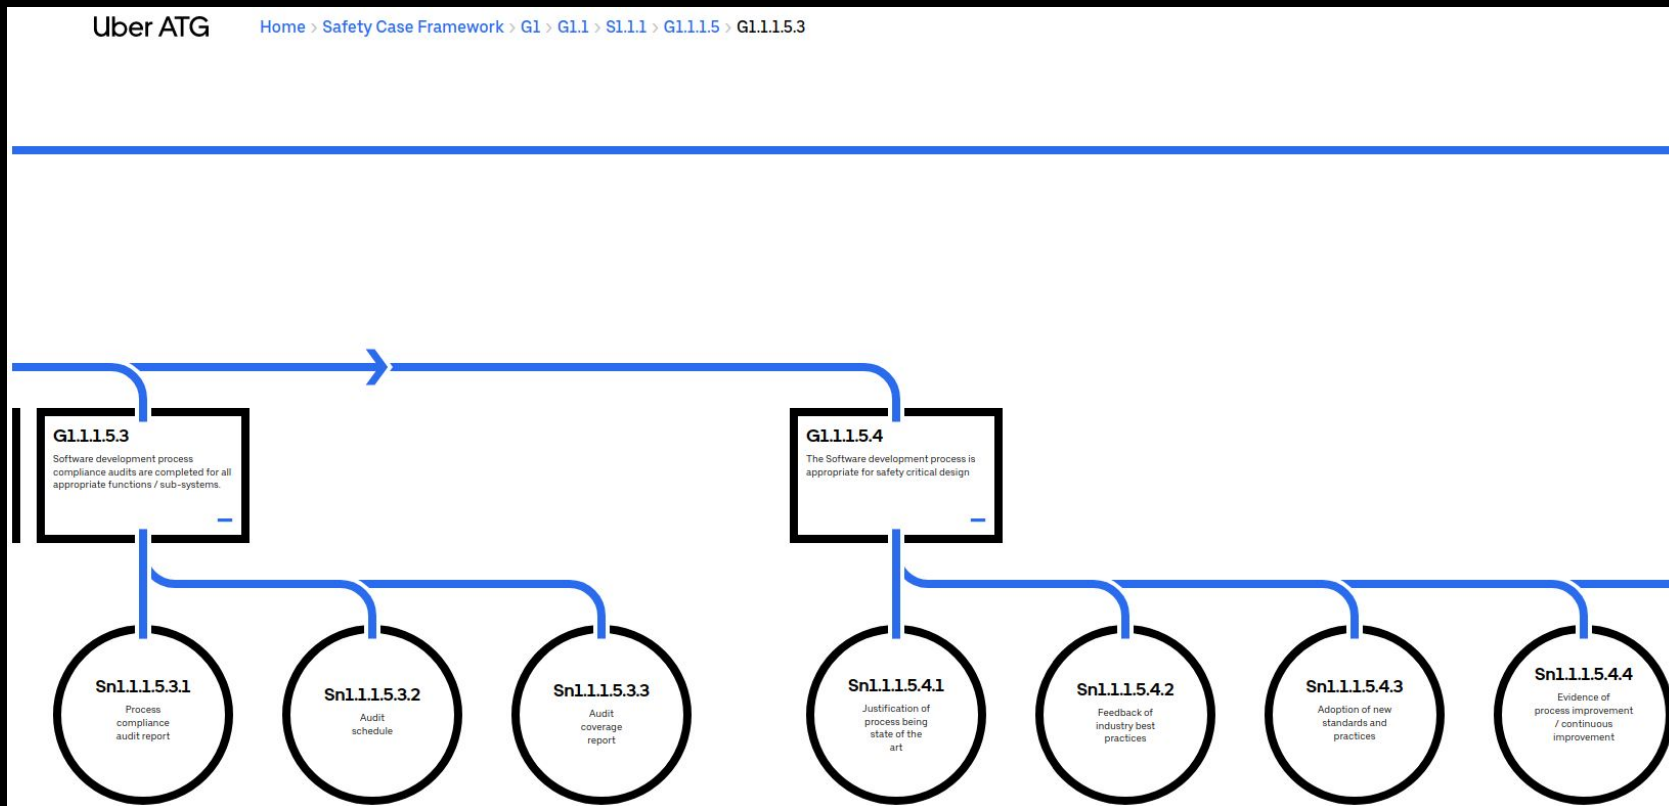 Uber ATG
Home > Safety Case Framework > G1 > G1.1 > S1.1.1 > G1.1.1.5 > G1.1.1.5.3
G1.1.1.5.3
Software development process
compliance audits are completed for all
appropriate functions / sub-systems.
G1.1.1.5.4
The Software development process is
appropriate for safety critical design
Sn1.1.1.5.3.1
Process
compliance
audit report
Sn1.1.1.5.3.2
Audit
schedule
Sn1.1.1.5.3.3
Audit
coverage
report
Sn1.1.1.5.4.1
Justification of
process being
state of the
art
Sn1.1.1.5.4.2
Feedback of
industry best
practices
Sn1.1.1.5.4.3
Adoption of new
standards and
practices
Sn1.1.1.5.4.4
Evidence of
process improvement
/ continuous
improvement